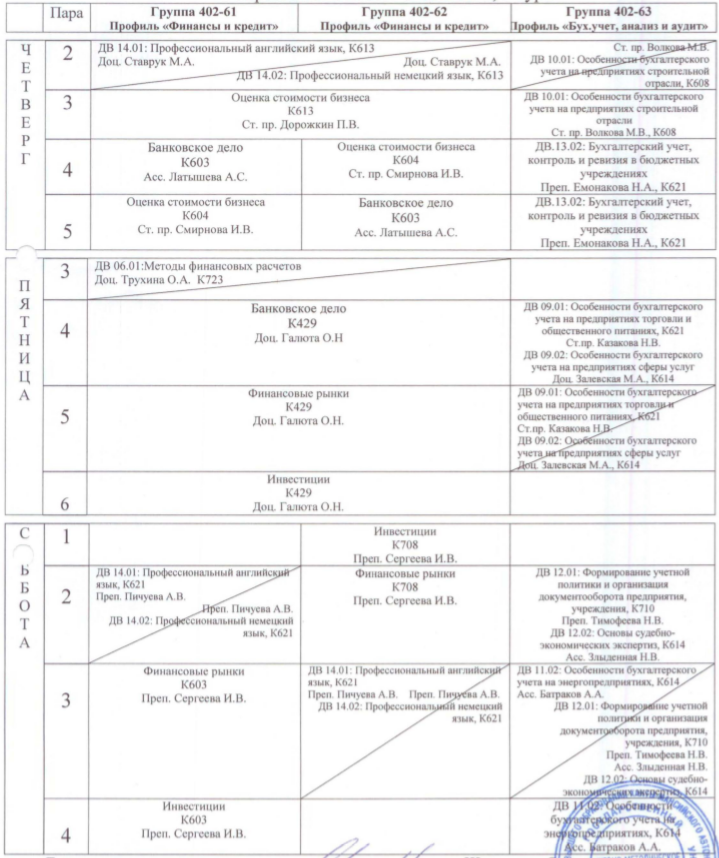 Пара
Группа 402-61
Профиль «Финансы и кредит»
Группа 402-62
Профиль «Финансы и кредит»
Группа 402-63
Профиль «Бух.учет, анализ и аудит»
ЧЕТВЕРГ
2
ДВ 14.01: Профессиональный английский язык, К613
Доц. Ставрук М.А.
Доц. Ставрук М.А.
ДВ 14.02: Профессиональный немецкий язык, К613
Ст. пр. Волкова М.В.
ДВ 10.01: Особенности бухгалтерского
учета на предприятиях строительной
отрасли, К608
3
Оценка стоимости бизнеса
К613
Ст. пр. Дорожкин П.В.
ДВ 10.01: Особенности бухгалтерского
учета на предприятиях строительной
отрасли
Ст. пр. Волкова М.В., К608
4
Банковское дело
К603
Асс. Латышева А.С.
Оценка стоимости бизнеса
К604
Ст. пр. Смирнова И.В.
ДВ.13.02: Бухгалтерский учет,
контроль и ревизия в бюджетных
учреждениях
Преп. Емонакова Н.А., К621
5
Оценка стоимости бизнеса
К604
Ст. пр. Смирнова И.В.
Банковское дело
К603
Асс. Латышева А.С.
ДВ.13.02: Бухгалтерский учет,
контроль и ревизия в бюджетных
учреждениях
Преп. Емонакова Н.А., К621
ПЯТНИЦА
3
ДВ 06.01:Методы финансовых расчетов
Доц. Трухина О.А. К723
4
Банковское дело
К429
Доц. Галюта О.Н
ДВ 09.01: Особенности бухгалтерского
учета на предприятиях торговли и
общественного питаниях, К621
Ст.пр. Казакова Н.В.
ДВ 09.02: Особенности бухгалтерского
учета на предприятиях сферы услуг
Доц. Залевская М.А., К614
5
Финансовые рынки
К429
Доц. Галюта О.Н.
ДВ 09.01: Особенности бухгалтерского
учета на предприятиях торговли и
общественного питаниях, К621
Ст.пр. Казакова Н.В.
ДВ 09.02: Особенности бухгалтерского
учета на предприятиях сферы услуг
Доц. Залевская М.А., К614
6
Инвестиции
К429
Доц. Галюта О.Н.
С ББОТА
1
Инвестиции
К708
Преп. Сергеева И.В.
2
ДВ 14.01: Профессиональный английский
язык, К621
Преп. Пичуева А.В.
Преп. Пичуева А.В.
ДВ 14.02: Профессиональный немецкий
язык, К621
Финансовые рынки
К708
Преп. Сергеева И.В.
ДВ 12.01: Формирование учетной
политики и организация
документооборота предприятия,
учреждения, К710
Преп. Тимофеева Н.В.
ДВ 12.02: Основы судебно-
экономических экспертиз, К614
Асс. Злыденная Н.В.
3
Финансовые рынки
К603
Преп. Сергеева И.В.
ДВ 14.01: Профессиональный английский
язык, К621
Преп. Пичуева А.В. Преп. Пичуева А.В.
ДВ 14.02: Профессиональный немецкий
язык, К621
ДВ 11.02: Особенности бухгалтерского
учета на энергопредприятиях, К614
Асс. Батраков А.А.
ДВ 12.01: Формирование учетной
политики и организация
документооборота предприятия,
учреждения, К710
Преп. Тимофеева Н.В.
Асс. Злыденная Н.В.
ДВ 12.02: Основы судебно-
экономических экспертиз, К614
4
Инвестиции
К603
Преп. Сергеева И.В.
ДВ 11.02: Особенности
бухгалтерского учета на
энергопредприятиях, К614
Асс. Батраков А.А.